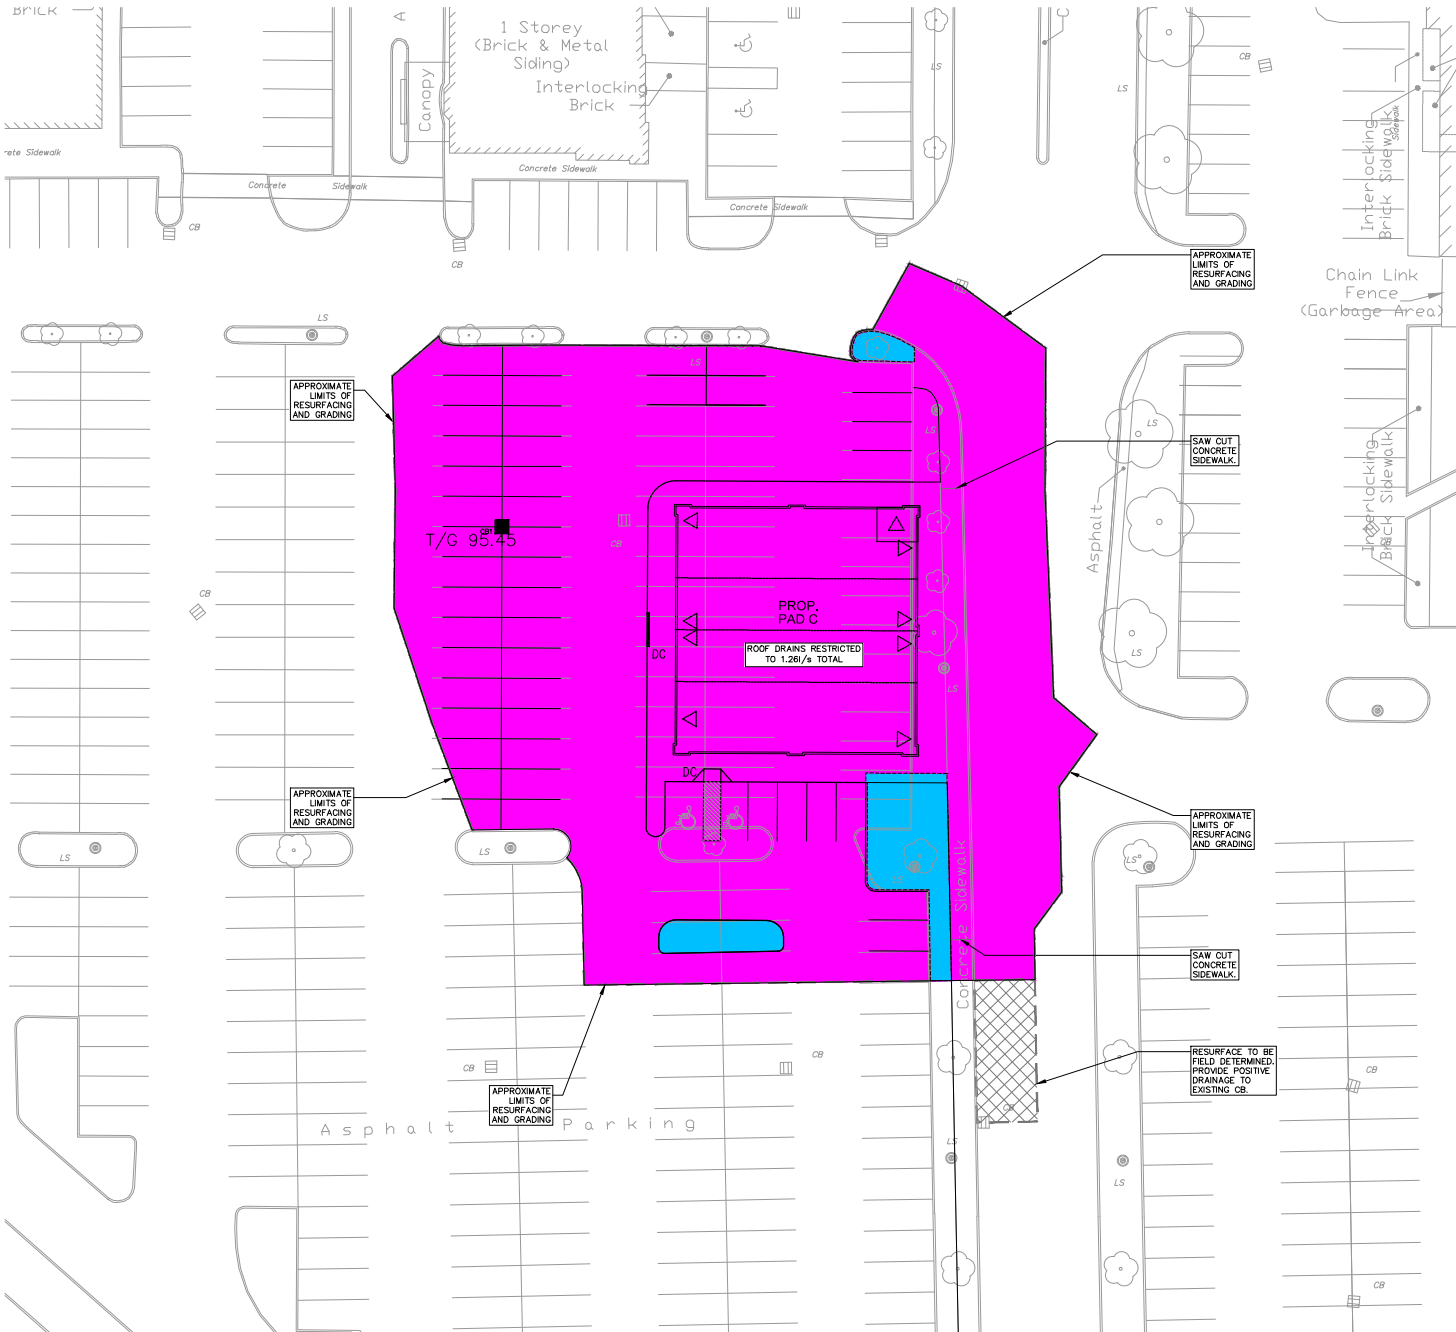 Brick
A
1 Storey
(Brick & Metal
Siding)
Interlocking
Brick
Canopy
C
LS
CB
LS
Interlocking
Brick Sidewalk
Sidewalk
rete Sidewalk
Concrete Sidewalk
Concrete Sidewalk
Concrete Sidewalk
CB
CB
APPROXIMATE
LIMITS OF
RESURFACING
AND GRADING
Chain Link
Fence
(Garbage Area)
LS
LS
APPROXIMATE
LIMITS OF
RESURFACING
AND GRADING
LS
LS
SAW CUT
CONCRETE
SIDEWALK.
Asphalt
Interlocking
Brick Sidewalk
CB
CB1
T/G 95.45
CB
CB
PROP.
PAD C
ROOF DRAINS RESTRICTED
TO 1.26l/s TOTAL
DC
LS
LS
DC
APPROXIMATE
LIMITS OF
RESURFACING
AND GRADING
APPROXIMATE
LIMITS OF
RESURFACING
AND GRADING
LS
LS
LS
Concrete Sidewalk
SAW CUT
CONCRETE
SIDEWALK.
CB
CB
RESURFACE TO BE
FIELD DETERMINED.
PROVIDE POSITIVE
DRAINAGE TO
EXISTING CB.
CB
CB
APPROXIMATE
LIMITS OF
RESURFACING
AND GRADING
Asphalt Parking
LS
LS
CB